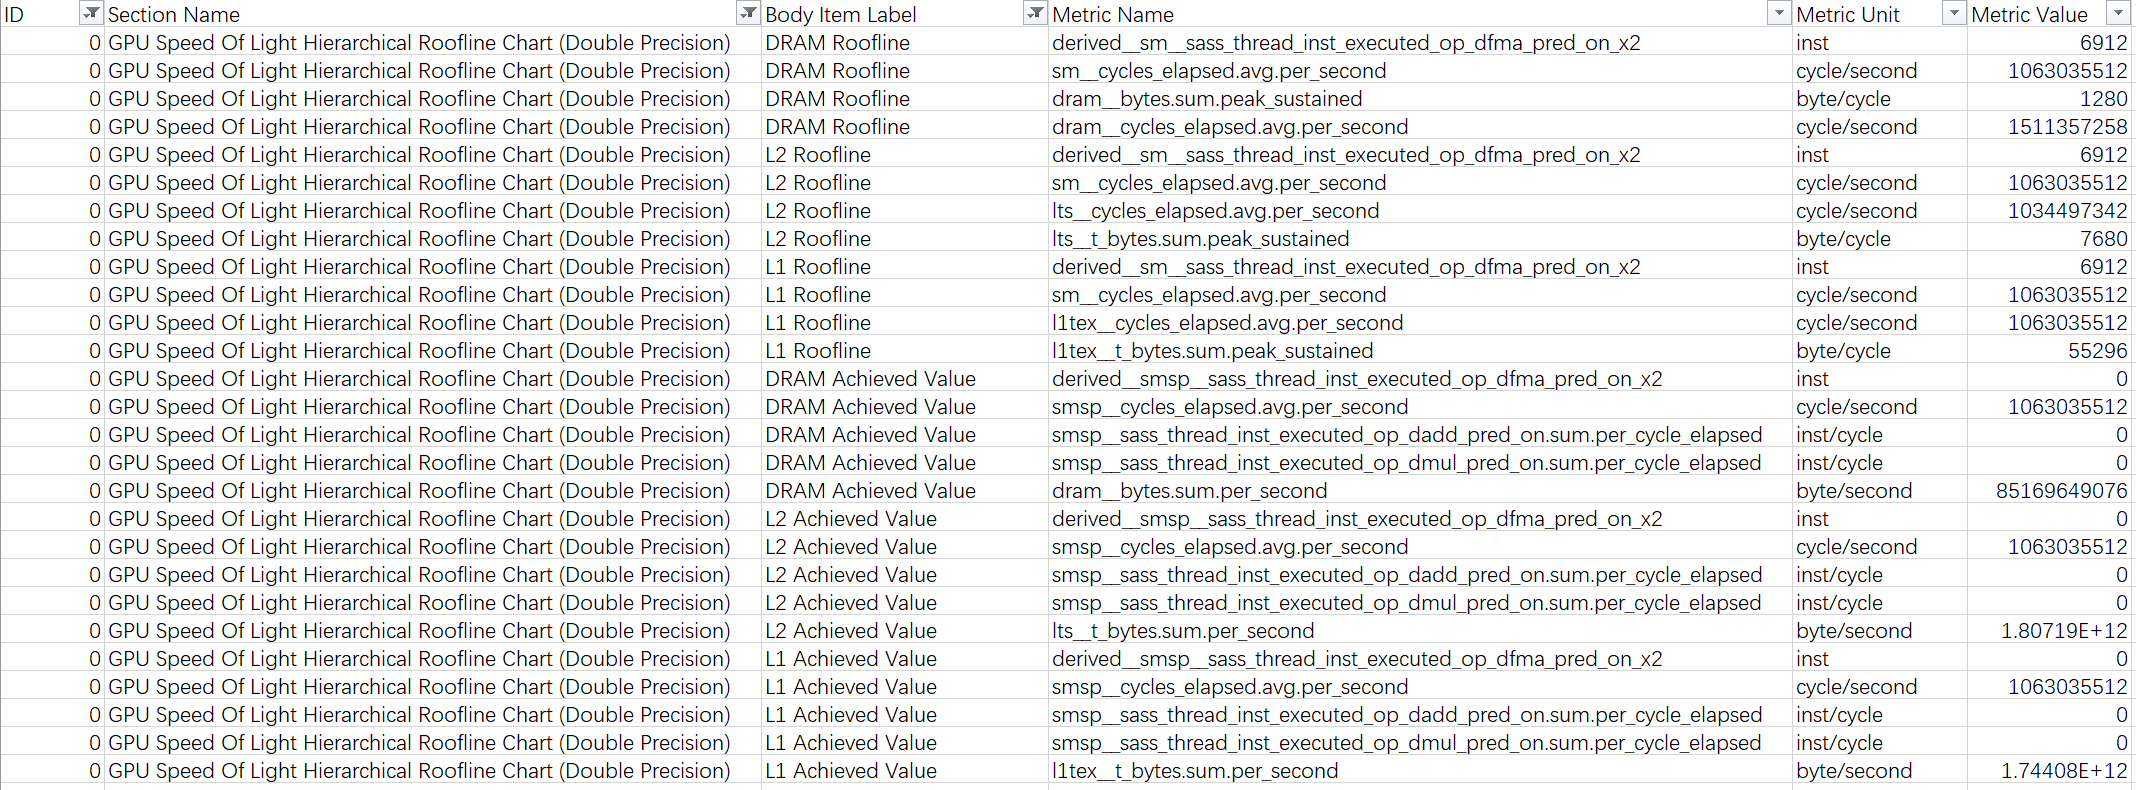 ID Section Name Body Item Label Metric Name Metric Unit Metric Value
0 GPU Speed Of Light Hierarchical Roofline Chart (Double Precision) DRAM Roofline derived__sm__sass_thread_inst_executed_op_dfma_pred_on_x2 inst 6912
0 GPU Speed Of Light Hierarchical Roofline Chart (Double Precision) DRAM Roofline sm__cycles_elapsed.avg.per_second cycle/second 1063035512
0 GPU Speed Of Light Hierarchical Roofline Chart (Double Precision) DRAM Roofline dram__bytes.sum.peak_sustained byte/cycle 1280
0 GPU Speed Of Light Hierarchical Roofline Chart (Double Precision) DRAM Roofline dram__cycles_elapsed.avg.per_second cycle/second 1511357258
0 GPU Speed Of Light Hierarchical Roofline Chart (Double Precision) L2 Roofline derived__sm__sass_thread_inst_executed_op_dfma_pred_on_x2 inst 6912
0 GPU Speed Of Light Hierarchical Roofline Chart (Double Precision) L2 Roofline sm__cycles_elapsed.avg.per_second cycle/second 1063035512
0 GPU Speed Of Light Hierarchical Roofline Chart (Double Precision) L2 Roofline lts__cycles_elapsed.avg.per_second cycle/second 1034497342
0 GPU Speed Of Light Hierarchical Roofline Chart (Double Precision) L2 Roofline lts__t_bytes.sum.peak_sustained byte/cycle 7680
0 GPU Speed Of Light Hierarchical Roofline Chart (Double Precision) L1 Roofline derived__sm__sass_thread_inst_executed_op_dfma_pred_on_x2 inst 6912
0 GPU Speed Of Light Hierarchical Roofline Chart (Double Precision) L1 Roofline sm__cycles_elapsed.avg.per_second cycle/second 1063035512
0 GPU Speed Of Light Hierarchical Roofline Chart (Double Precision) L1 Roofline l1tex__cycles_elapsed.avg.per_second cycle/second 1063035512
0 GPU Speed Of Light Hierarchical Roofline Chart (Double Precision) L1 Roofline l1tex__t_bytes.sum.peak_sustained byte/cycle 55296
0 GPU Speed Of Light Hierarchical Roofline Chart (Double Precision) DRAM Achieved Value derived__smsp__sass_thread_inst_executed_op_dfma_pred_on_x2 inst 0
0 GPU Speed Of Light Hierarchical Roofline Chart (Double Precision) DRAM Achieved Value smsp__cycles_elapsed.avg.per_second cycle/second 1063035512
0 GPU Speed Of Light Hierarchical Roofline Chart (Double Precision) DRAM Achieved Value smsp__sass_thread_inst_executed_op_dadd_pred_on.sum.per_cycle_elapsed inst/cycle 0
0 GPU Speed Of Light Hierarchical Roofline Chart (Double Precision) DRAM Achieved Value smsp__sass_thread_inst_executed_op_dmul_pred_on.sum.per_cycle_elapsed inst/cycle 0
0 GPU Speed Of Light Hierarchical Roofline Chart (Double Precision) DRAM Achieved Value dram__bytes.sum.per_second byte/second 85169649076
0 GPU Speed Of Light Hierarchical Roofline Chart (Double Precision) L2 Achieved Value derived__smsp__sass_thread_inst_executed_op_dfma_pred_on_x2 inst 0
0 GPU Speed Of Light Hierarchical Roofline Chart (Double Precision) L2 Achieved Value smsp__cycles_elapsed.avg.per_second cycle/second 1063035512
0 GPU Speed Of Light Hierarchical Roofline Chart (Double Precision) L2 Achieved Value smsp__sass_thread_inst_executed_op_dadd_pred_on.sum.per_cycle_elapsed inst/cycle 0
0 GPU Speed Of Light Hierarchical Roofline Chart (Double Precision) L2 Achieved Value smsp__sass_thread_inst_executed_op_dmul_pred_on.sum.per_cycle_elapsed inst/cycle 0
0 GPU Speed Of Light Hierarchical Roofline Chart (Double Precision) L2 Achieved Value lts__t_bytes.sum.per_second byte/second 1.80719E+12
0 GPU Speed Of Light Hierarchical Roofline Chart (Double Precision) L1 Achieved Value derived__smsp__sass_thread_inst_executed_op_dfma_pred_on_x2 inst 0
0 GPU Speed Of Light Hierarchical Roofline Chart (Double Precision) L1 Achieved Value smsp__cycles_elapsed.avg.per_second cycle/second 1063035512
0 GPU Speed Of Light Hierarchical Roofline Chart (Double Precision) L1 Achieved Value smsp__sass_thread_inst_executed_op_dadd_pred_on.sum.per_cycle_elapsed inst/cycle 0
0 GPU Speed Of Light Hierarchical Roofline Chart (Double Precision) L1 Achieved Value smsp__sass_thread_inst_executed_op_dmul_pred_on.sum.per_cycle_elapsed inst/cycle 0
0 GPU Speed Of Light Hierarchical Roofline Chart (Double Precision) L1 Achieved Value l1tex__t_bytes.sum.per_second byte/second 1.74408E+12